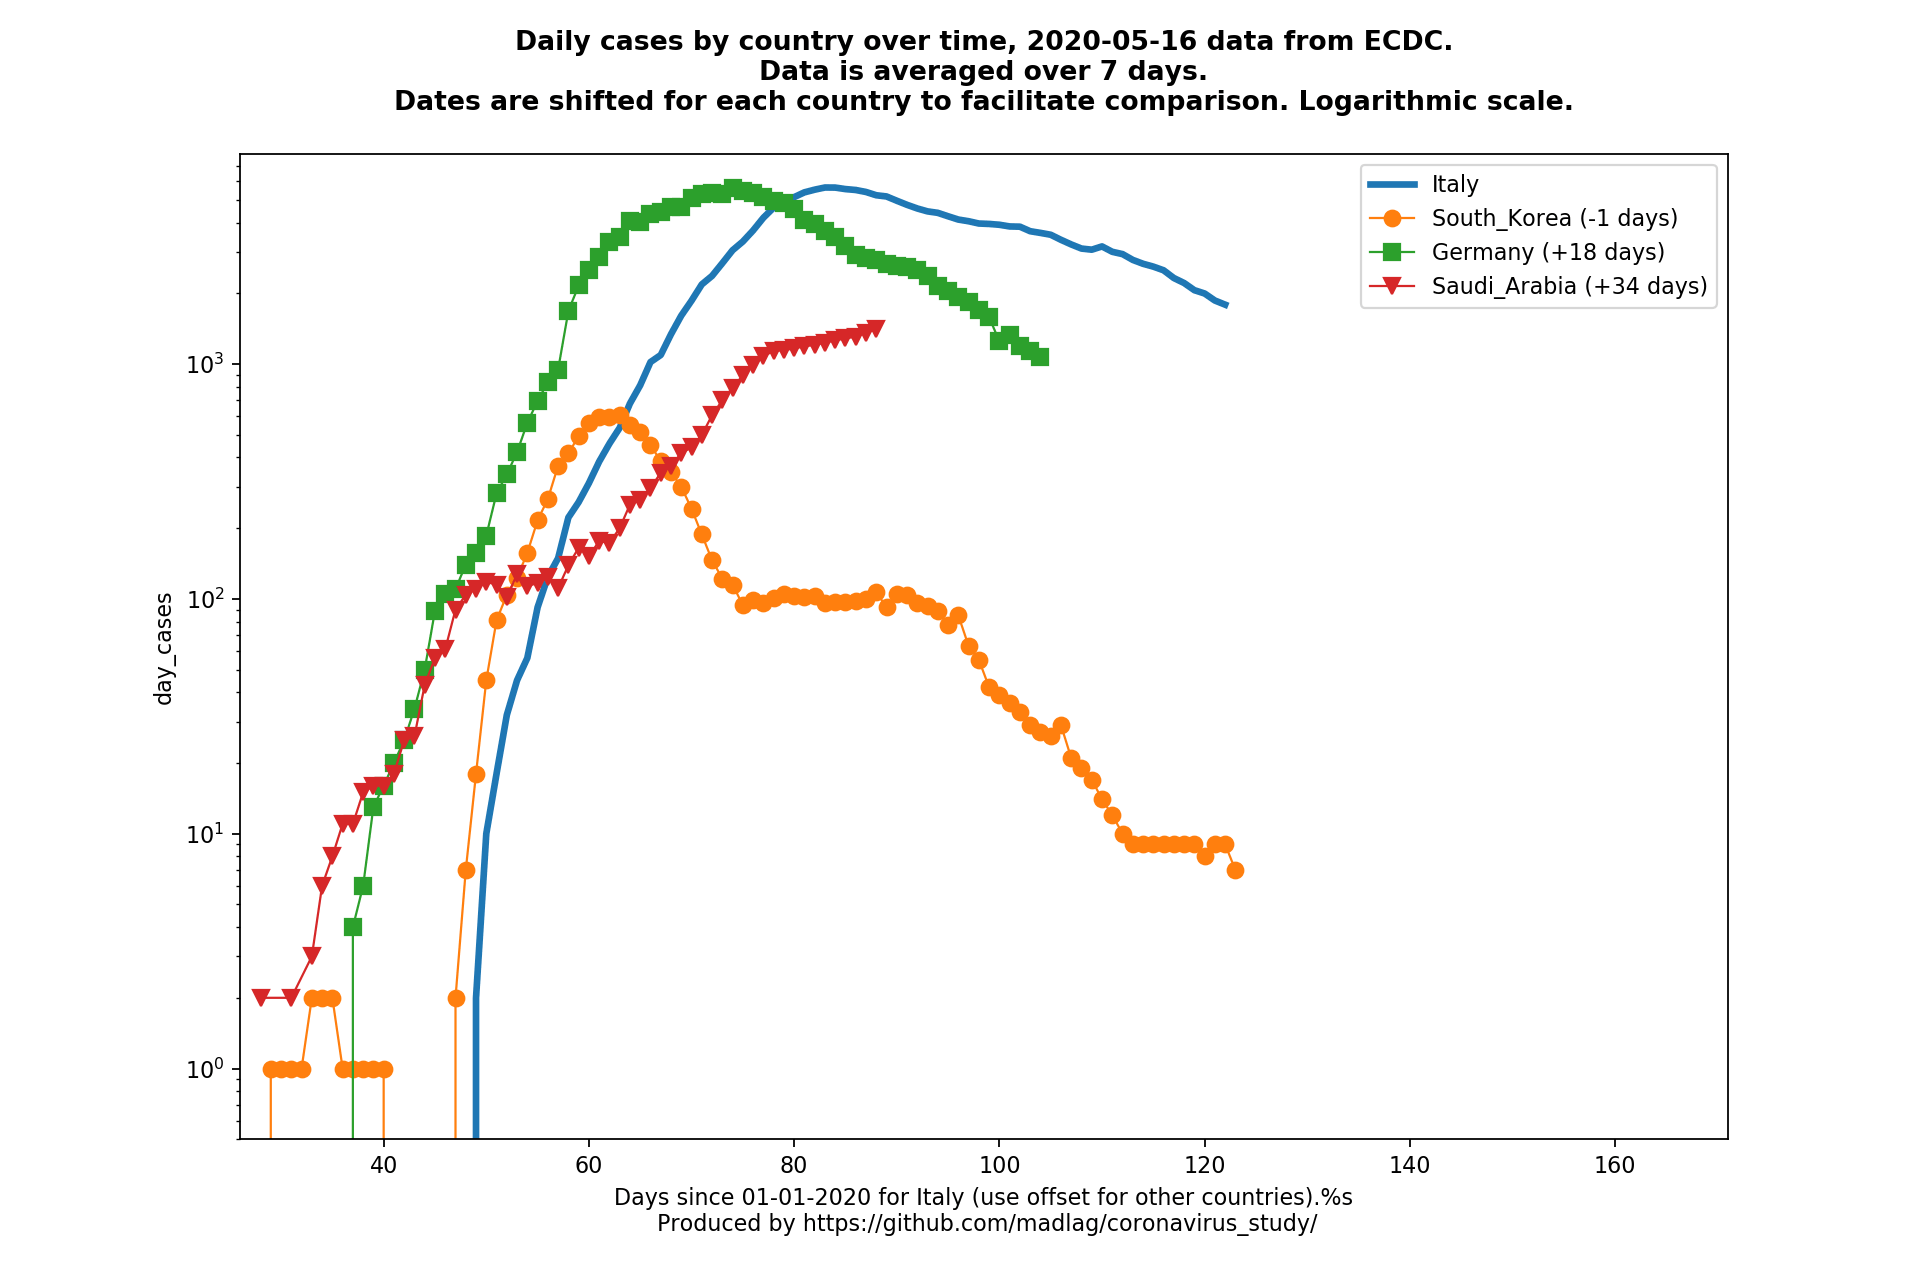 Daily cases by country over time, 2020-05-16 data from ECDC.
Data is averaged over 7 days.
Dates are shifted for each country to facilitate comparison. Logarithmic scale.
Italy
South_Korea (-1 days)
Germany (+18 days)
Saudi_Arabia (+34 days)
day_cases
10³
10²
10¹
10⁰
40 60 80 100 120 140 160
Days since 01-01-2020 for Italy (use offset for other countries).%s
Produced by https://github.com/madlag/coronavirus_study/